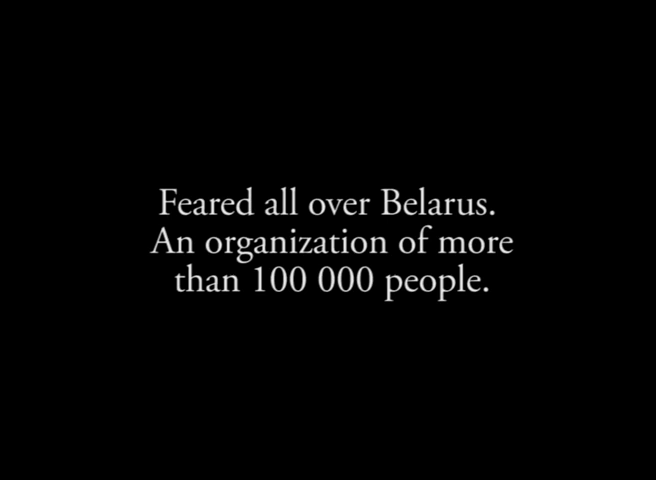 Feared all over Belarus.
An organization of more
than 100 000 people.